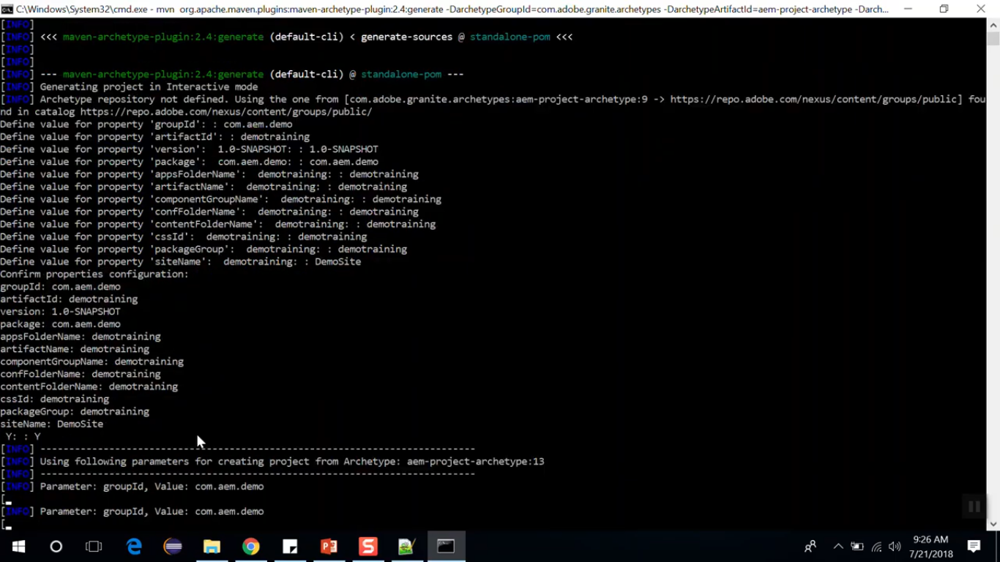 C:\Windows\System32\cmd.exe - mvn  org.apache.maven.plugins:maven-archetype-plugin:2.4:generate -DarchetypeGroupId=com.adobe.granite.archetypes -DarchetypeArtifactId=aem-project-archetype -Darch...
[INFO]
[INFO] <<< maven-archetype-plugin:2.4:generate (default-cli) < generate-sources @ standalone-pom <<<
[INFO]
[INFO]
[INFO] --- maven-archetype-plugin:2.4:generate (default-cli) @ standalone-pom ---
[INFO] Generating project in Interactive mode
[INFO] Archetype repository not defined. Using the one from [com.adobe.granite.archetypes:aem-project-archetype:9 -> https://repo.adobe.com/nexus/content/groups/public] fou
nd in catalog https://repo.adobe.com/nexus/content/groups/public/
Define value for property 'groupId': : com.aem.demo
Define value for property 'artifactId': : demotraining
Define value for property 'version':  1.0-SNAPSHOT: : 1.0-SNAPSHOT
Define value for property 'package':  com.aem.demo: : com.aem.demo
Define value for property 'appsFolderName':  demotraining: : demotraining
Define value for property 'artifactName':  demotraining: : demotraining
Define value for property 'componentGroupName':  demotraining: : demotraining
Define value for property 'confFolderName':  demotraining: : demotraining
Define value for property 'contentFolderName':  demotraining: : demotraining
Define value for property 'cssId':  demotraining: : demotraining
Define value for property 'packageGroup':  demotraining: : demotraining
Define value for property 'siteName':  demotraining: : DemoSite
Confirm properties configuration:
groupId: com.aem.demo
artifactId: demotraining
version: 1.0-SNAPSHOT
package: com.aem.demo
appsFolderName: demotraining
artifactName: demotraining
componentGroupName: demotraining
confFolderName: demotraining
contentFolderName: demotraining
cssId: demotraining
packageGroup: demotraining
siteName: DemoSite
 Y: : Y
[INFO] ----------------------------------------------------------------------------
[INFO] Using following parameters for creating project from Archetype: aem-project-archetype:13
[INFO] ----------------------------------------------------------------------------
[INFO] Parameter: groupId, Value: com.aem.demo
[
[INFO] Parameter: groupId, Value: com.aem.demo
[
9:26 AM
7/21/2018